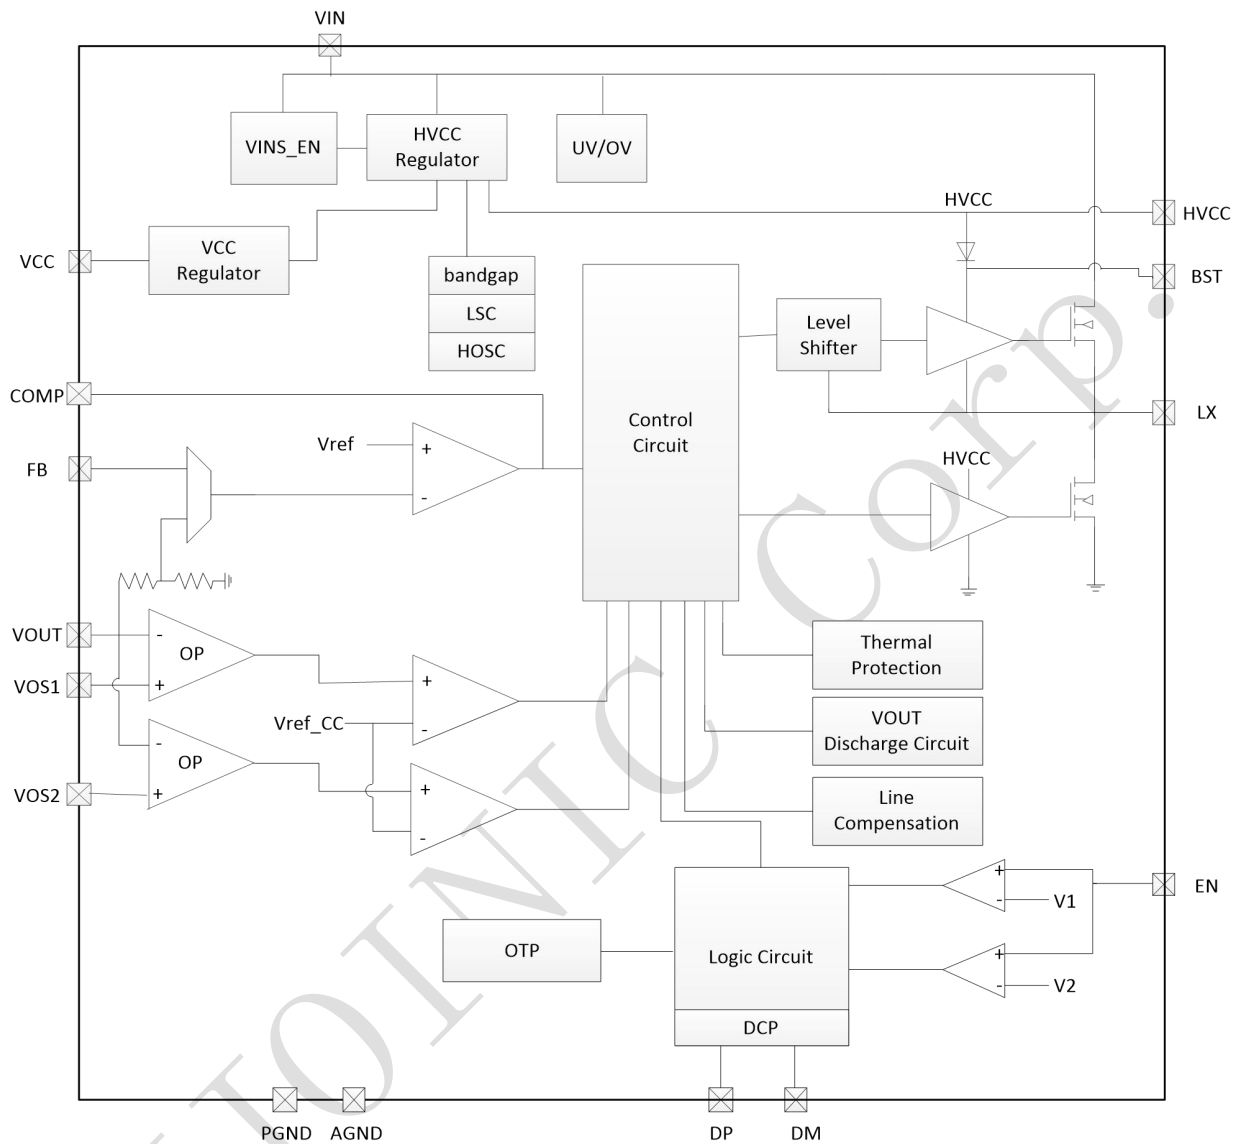 VIN
VINS_EN
HVCC
Regulator
UV/OV
HVCC
HVCC
VCC
VCC
Regulator
bandgap
LSC
HOSC
BST
Level
Shifter
COMP
LX
Control
Circuit
Vref
+
-
FB
HVCC
VOUT
-
OP
+
VOS1
Thermal
Protection
+
-
Vref_CC
VOUT
Discharge Circuit
-
OP
+
VOS2
+
-
Line
Compensation
EN
+
-
V1
OTP
Logic Circuit
+
-
V2
DCP
PGND
AGND
DP
DM
JOINIC Corp.